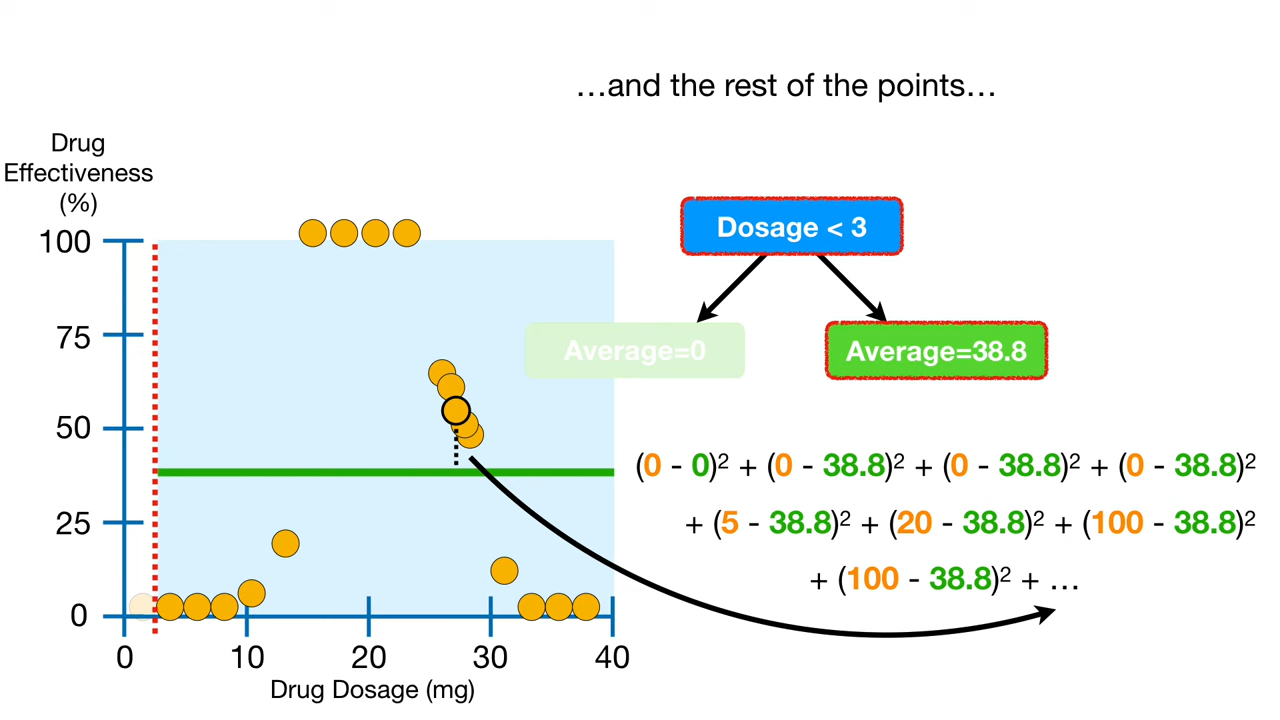 …and the rest of the points…
Drug
Effectiveness
(%)
100
75
50
25
0
0 10 20 30 40
Drug Dosage (mg)
Dosage < 3
Average=0
Average=38.8
(0 - 0)² + (0 - 38.8)² + (0 - 38.8)² + (0 - 38.8)²
+ (5 - 38.8)² + (20 - 38.8)² + (100 - 38.8)²
+ (100 - 38.8)² + …